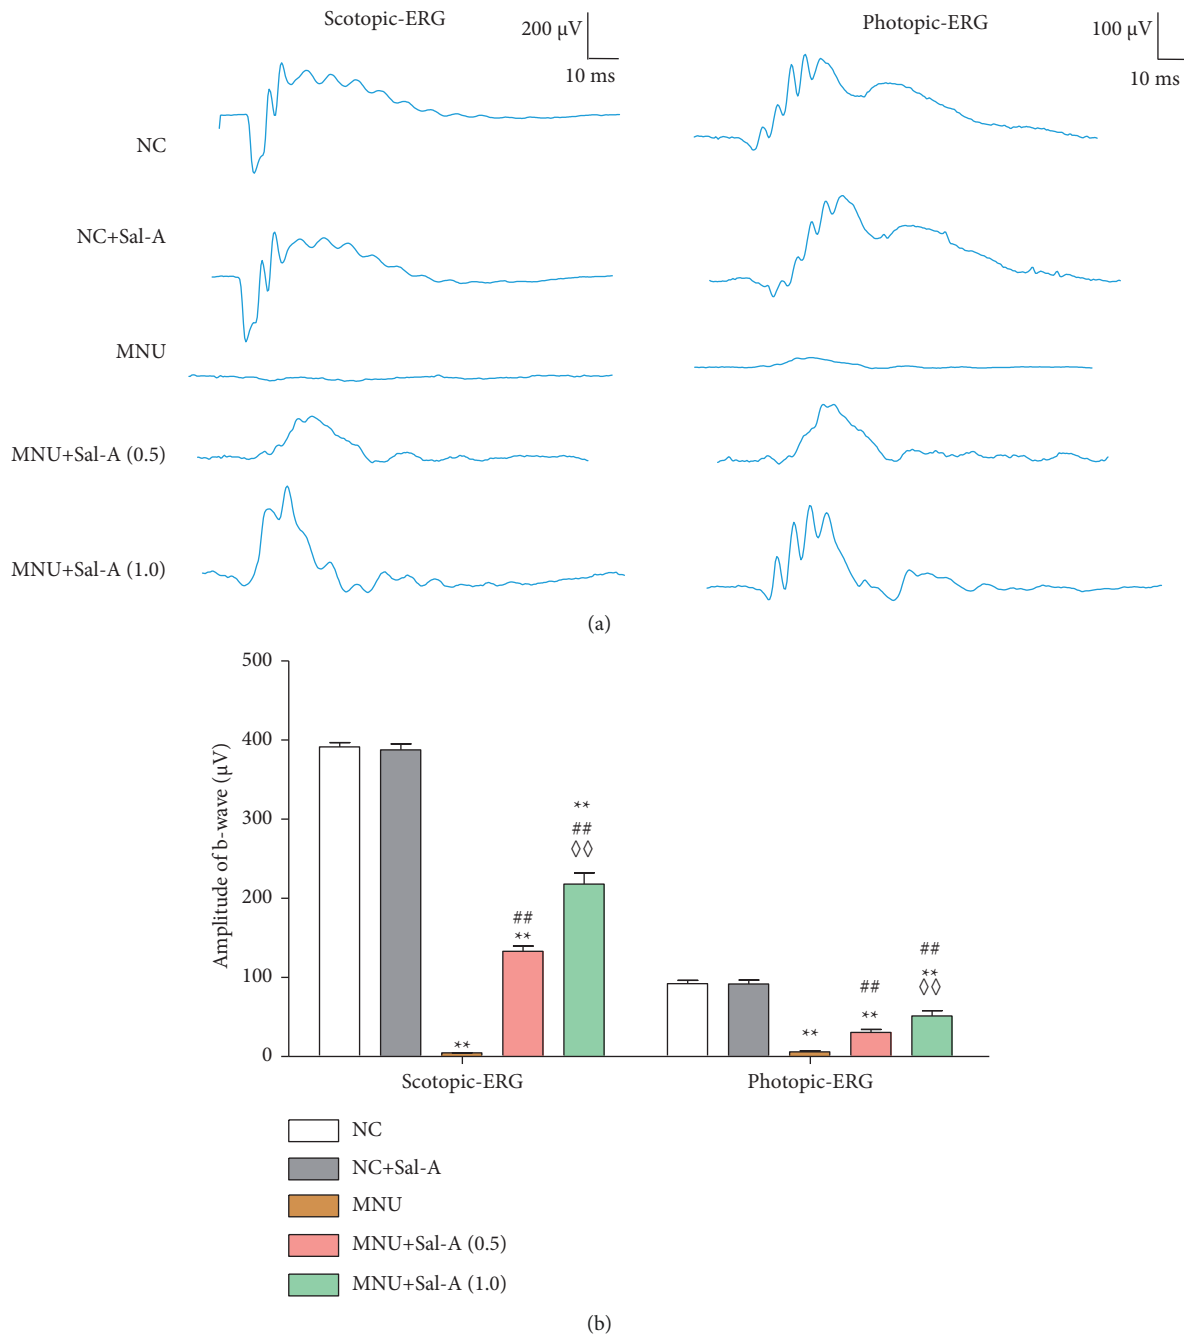 Scotopic-ERG
200 µV
10 ms
Photopic-ERG
100 µV
10 ms
NC
NC+Sal-A
MNU
MNU+Sal-A (0.5)
MNU+Sal-A (1.0)
(a)
Amplitude of b-wave (µV)
500
400
300
200
100
0
**
##
**
**
##
◊◊
**
##
**
##
**
◊◊
Scotopic-ERG
Photopic-ERG
NC
NC+Sal-A
MNU
MNU+Sal-A (0.5)
MNU+Sal-A (1.0)
(b)